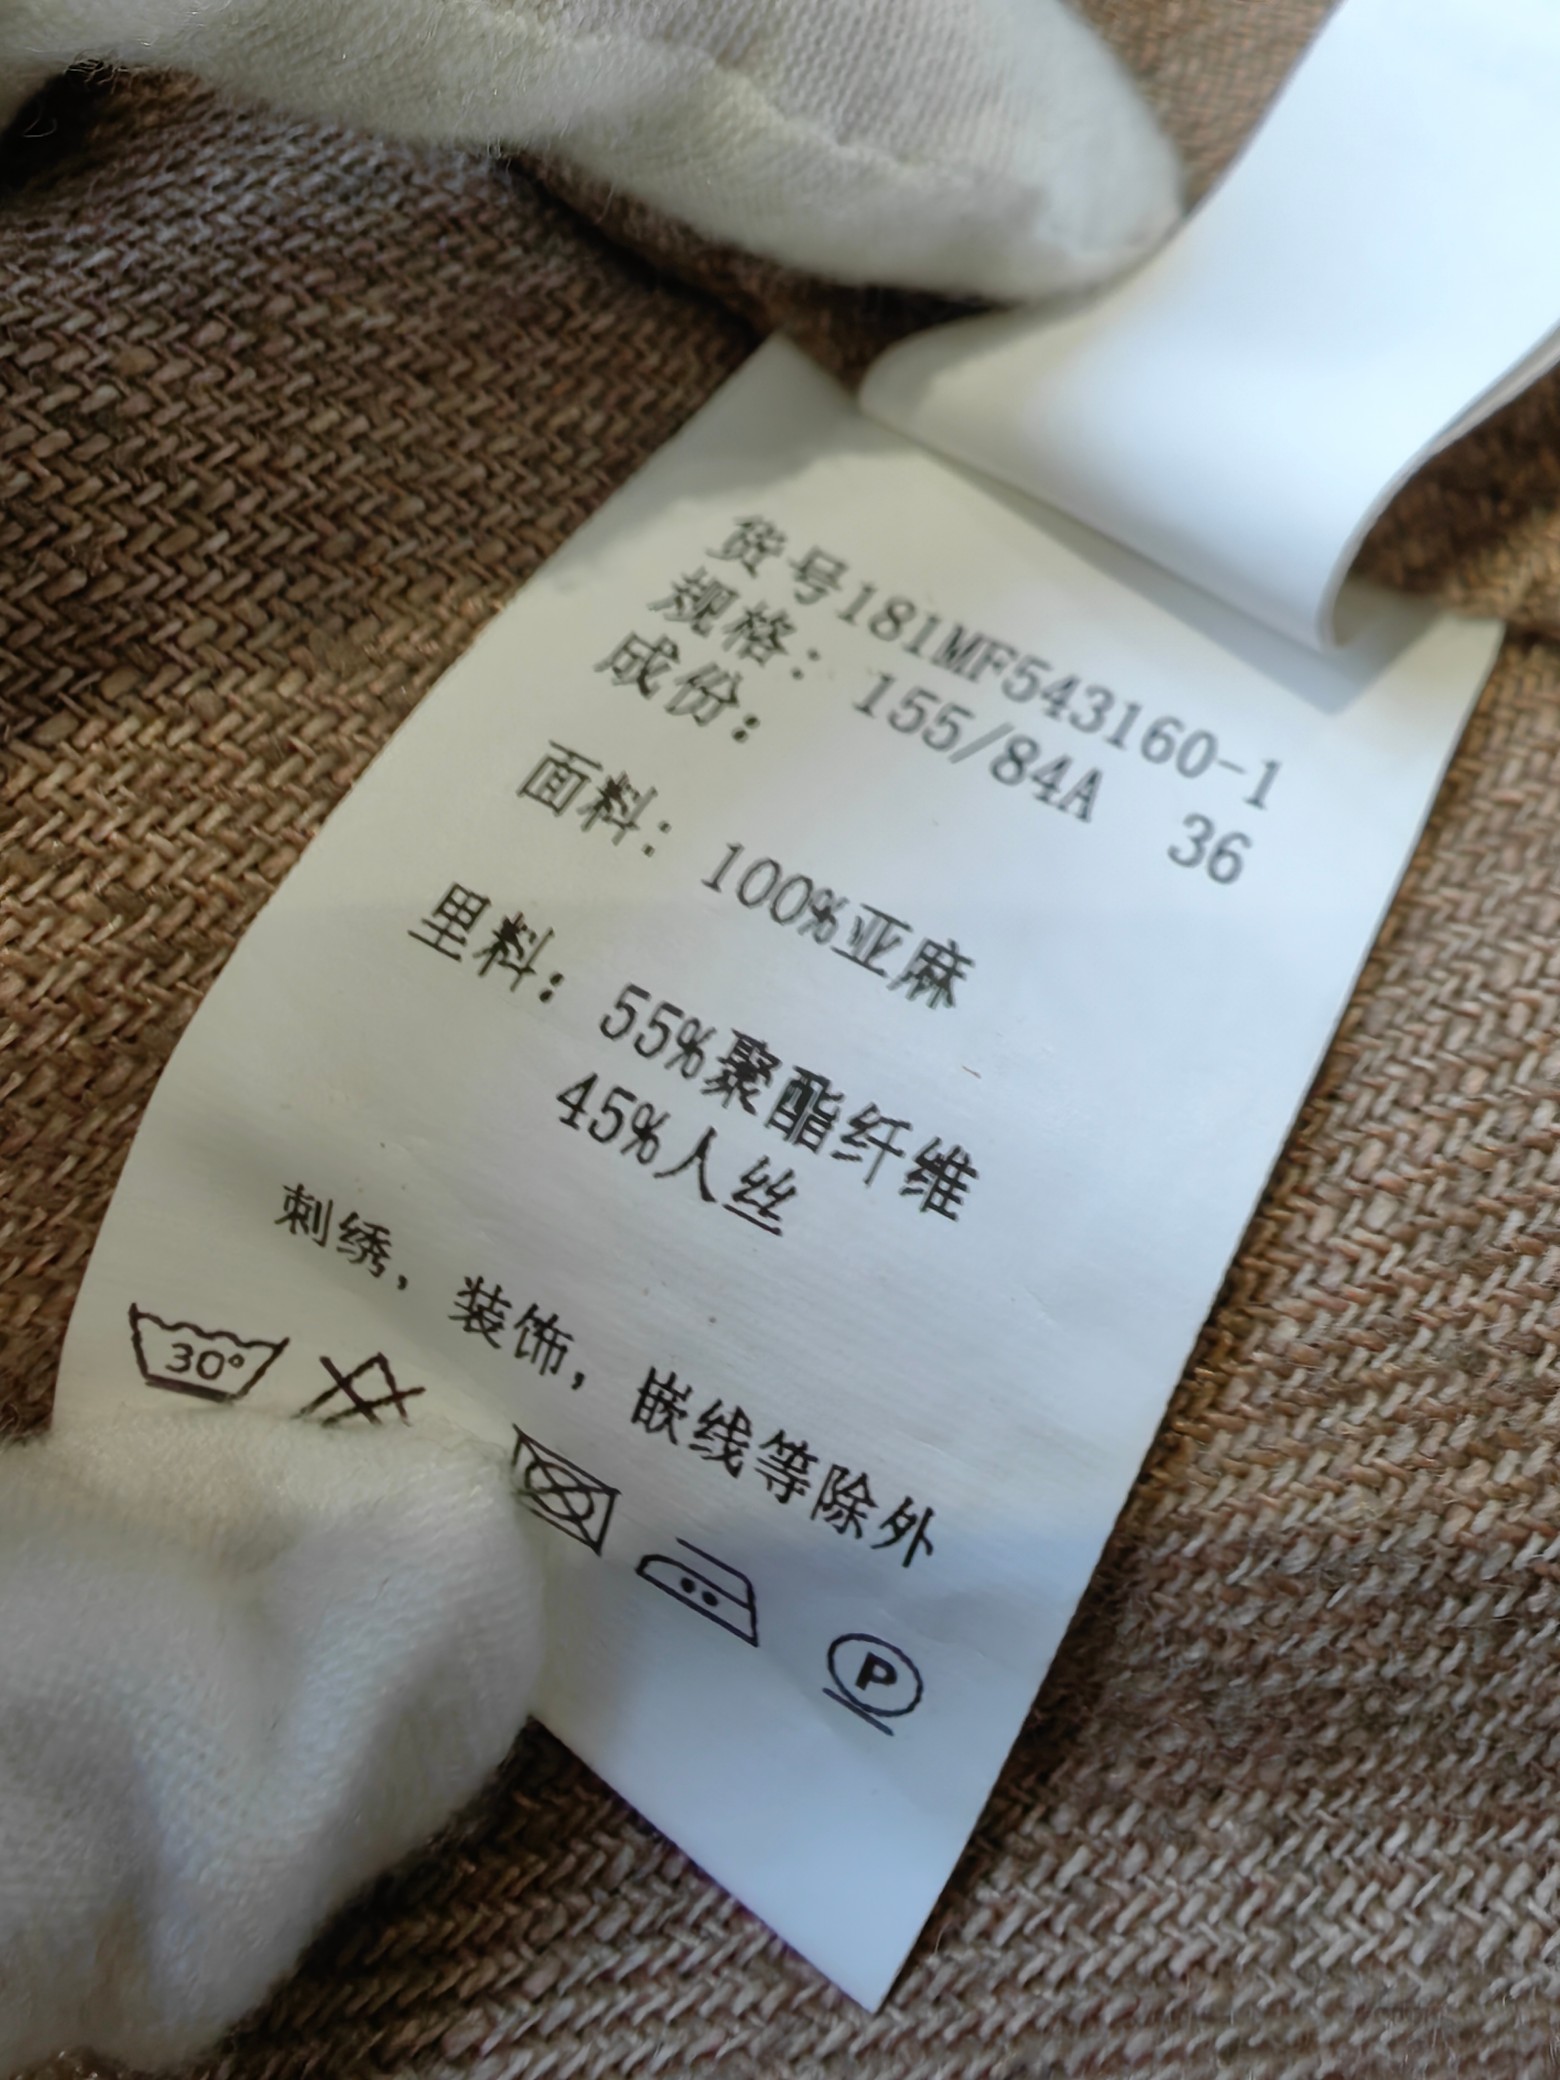 货号181MF543160-1
规格： 155/84A 36
成份：
面料： 100%亚麻
里料： 55%聚酯纤维
45%人丝
刺绣，装饰，嵌线等除外
30°
P